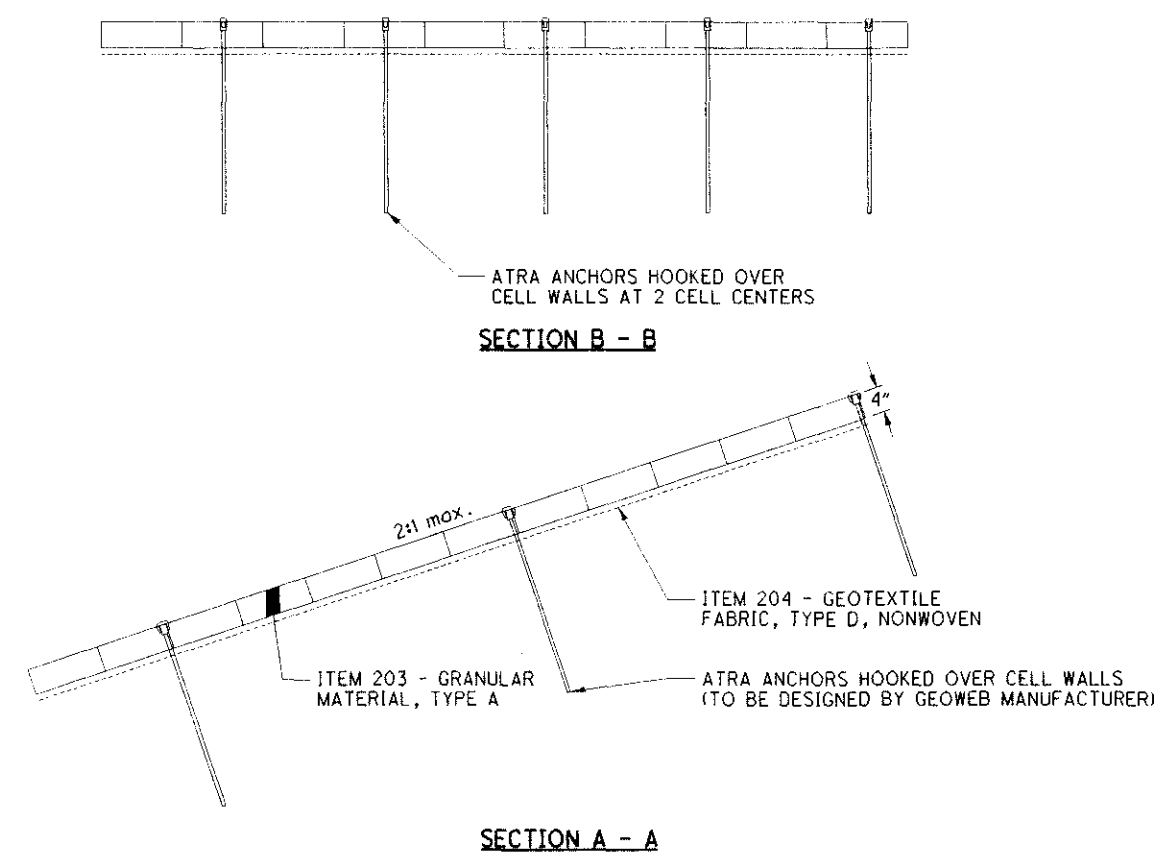 ATRA ANCHORS HOOKED OVER
CELL WALLS AT 2 CELL CENTERS
SECTION B - B
4"
2:1 max.
ITEM 204 - GEOTEXTILE
FABRIC, TYPE D, NONWOVEN
ITEM 203 - GRANULAR
MATERIAL, TYPE A
ATRA ANCHORS HOOKED OVER CELL WALLS
(TO BE DESIGNED BY GEOWEB MANUFACTURER)
SECTION A - A